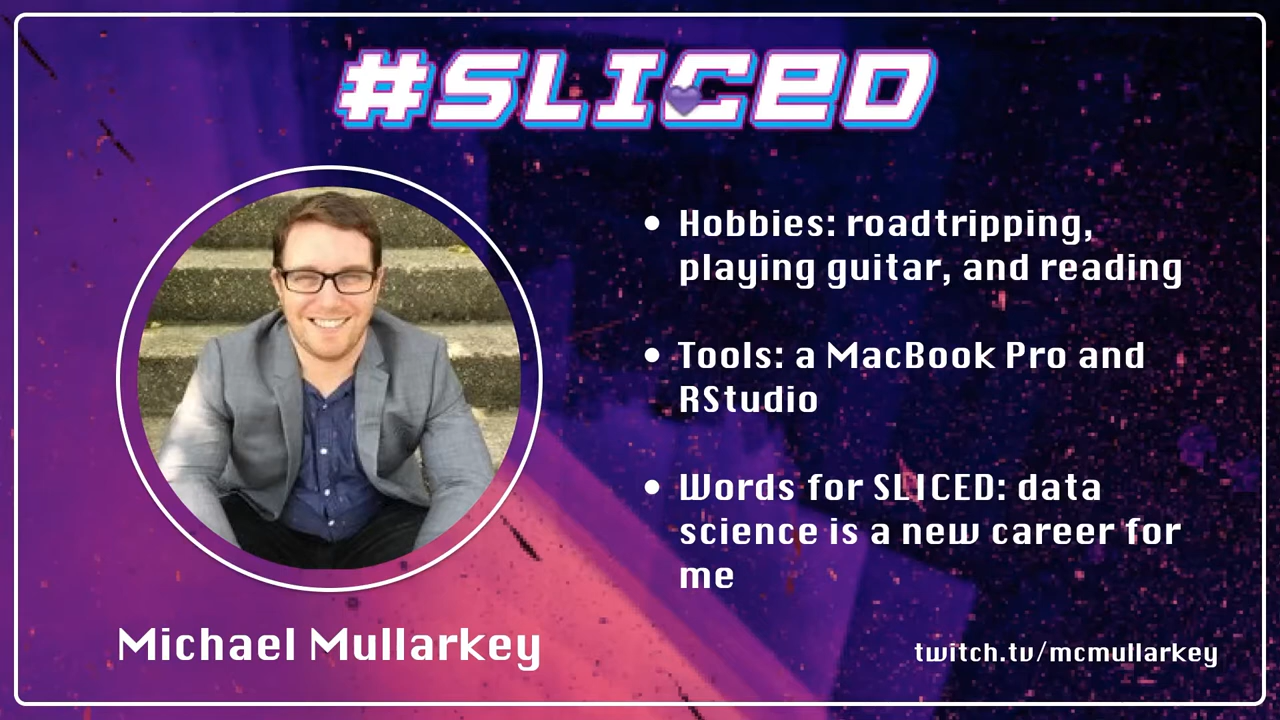 #SLICED
• Hobbies: roadtripping,
playing guitar, and reading
• Tools: a MacBook Pro and
RStudio
• Words for SLICED: data
science is a new career for
me
Michael Mullarkey
twitch.tv/mcmullarkey